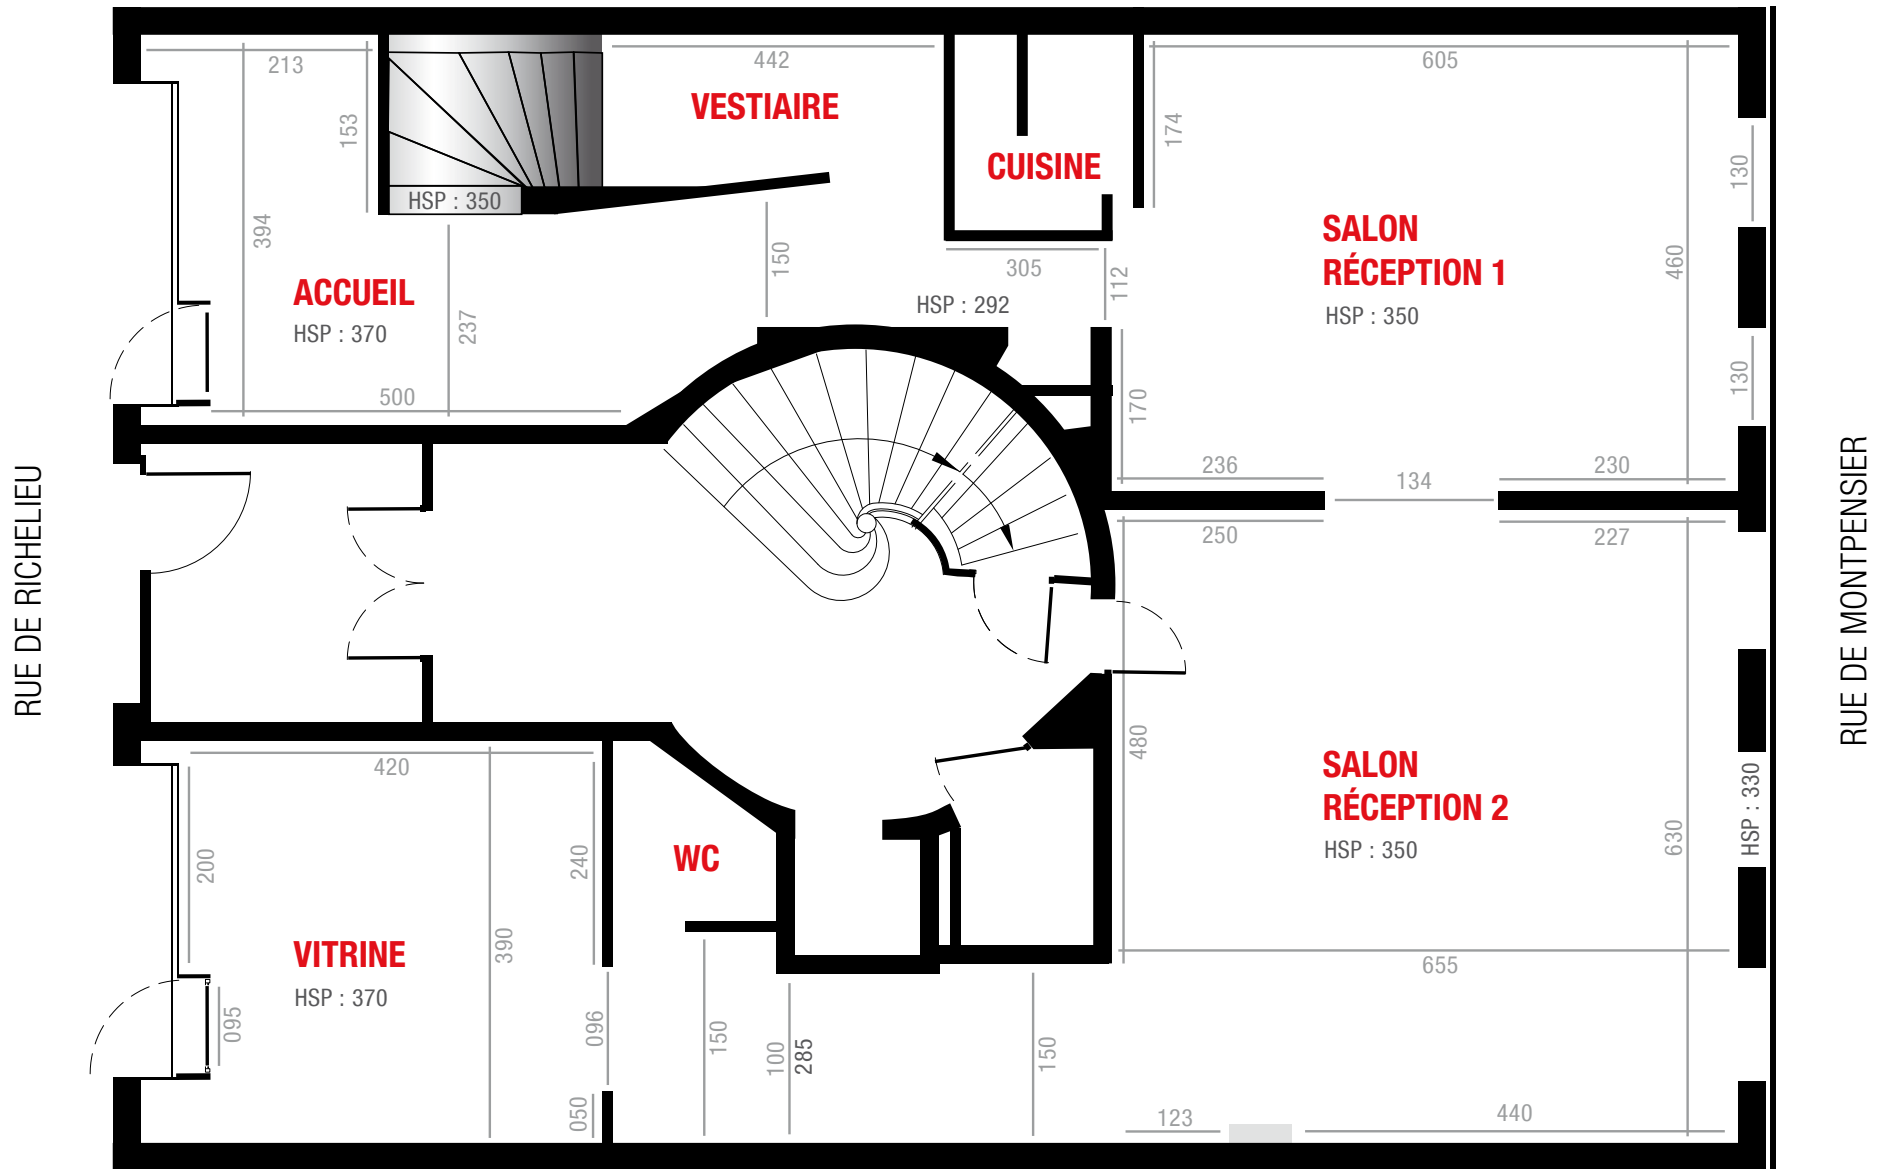 213
442
605
VESTIAIRE
153
174
130
CUISINE
HSP : 350
394
SALON
RÉCEPTION 1
HSP : 350
460
150
305
112
ACCUEIL
HSP : 370
237
HSP : 292
130
500
170
236
134
230
RUE DE RICHELIEU
RUE DE MONTPENSIER
250
227
420
480
SALON
RÉCEPTION 2
HSP : 350
HSP : 330
630
200
240
WC
VITRINE
HSP : 370
390
655
095
096
150
100
285
150
050
123
440